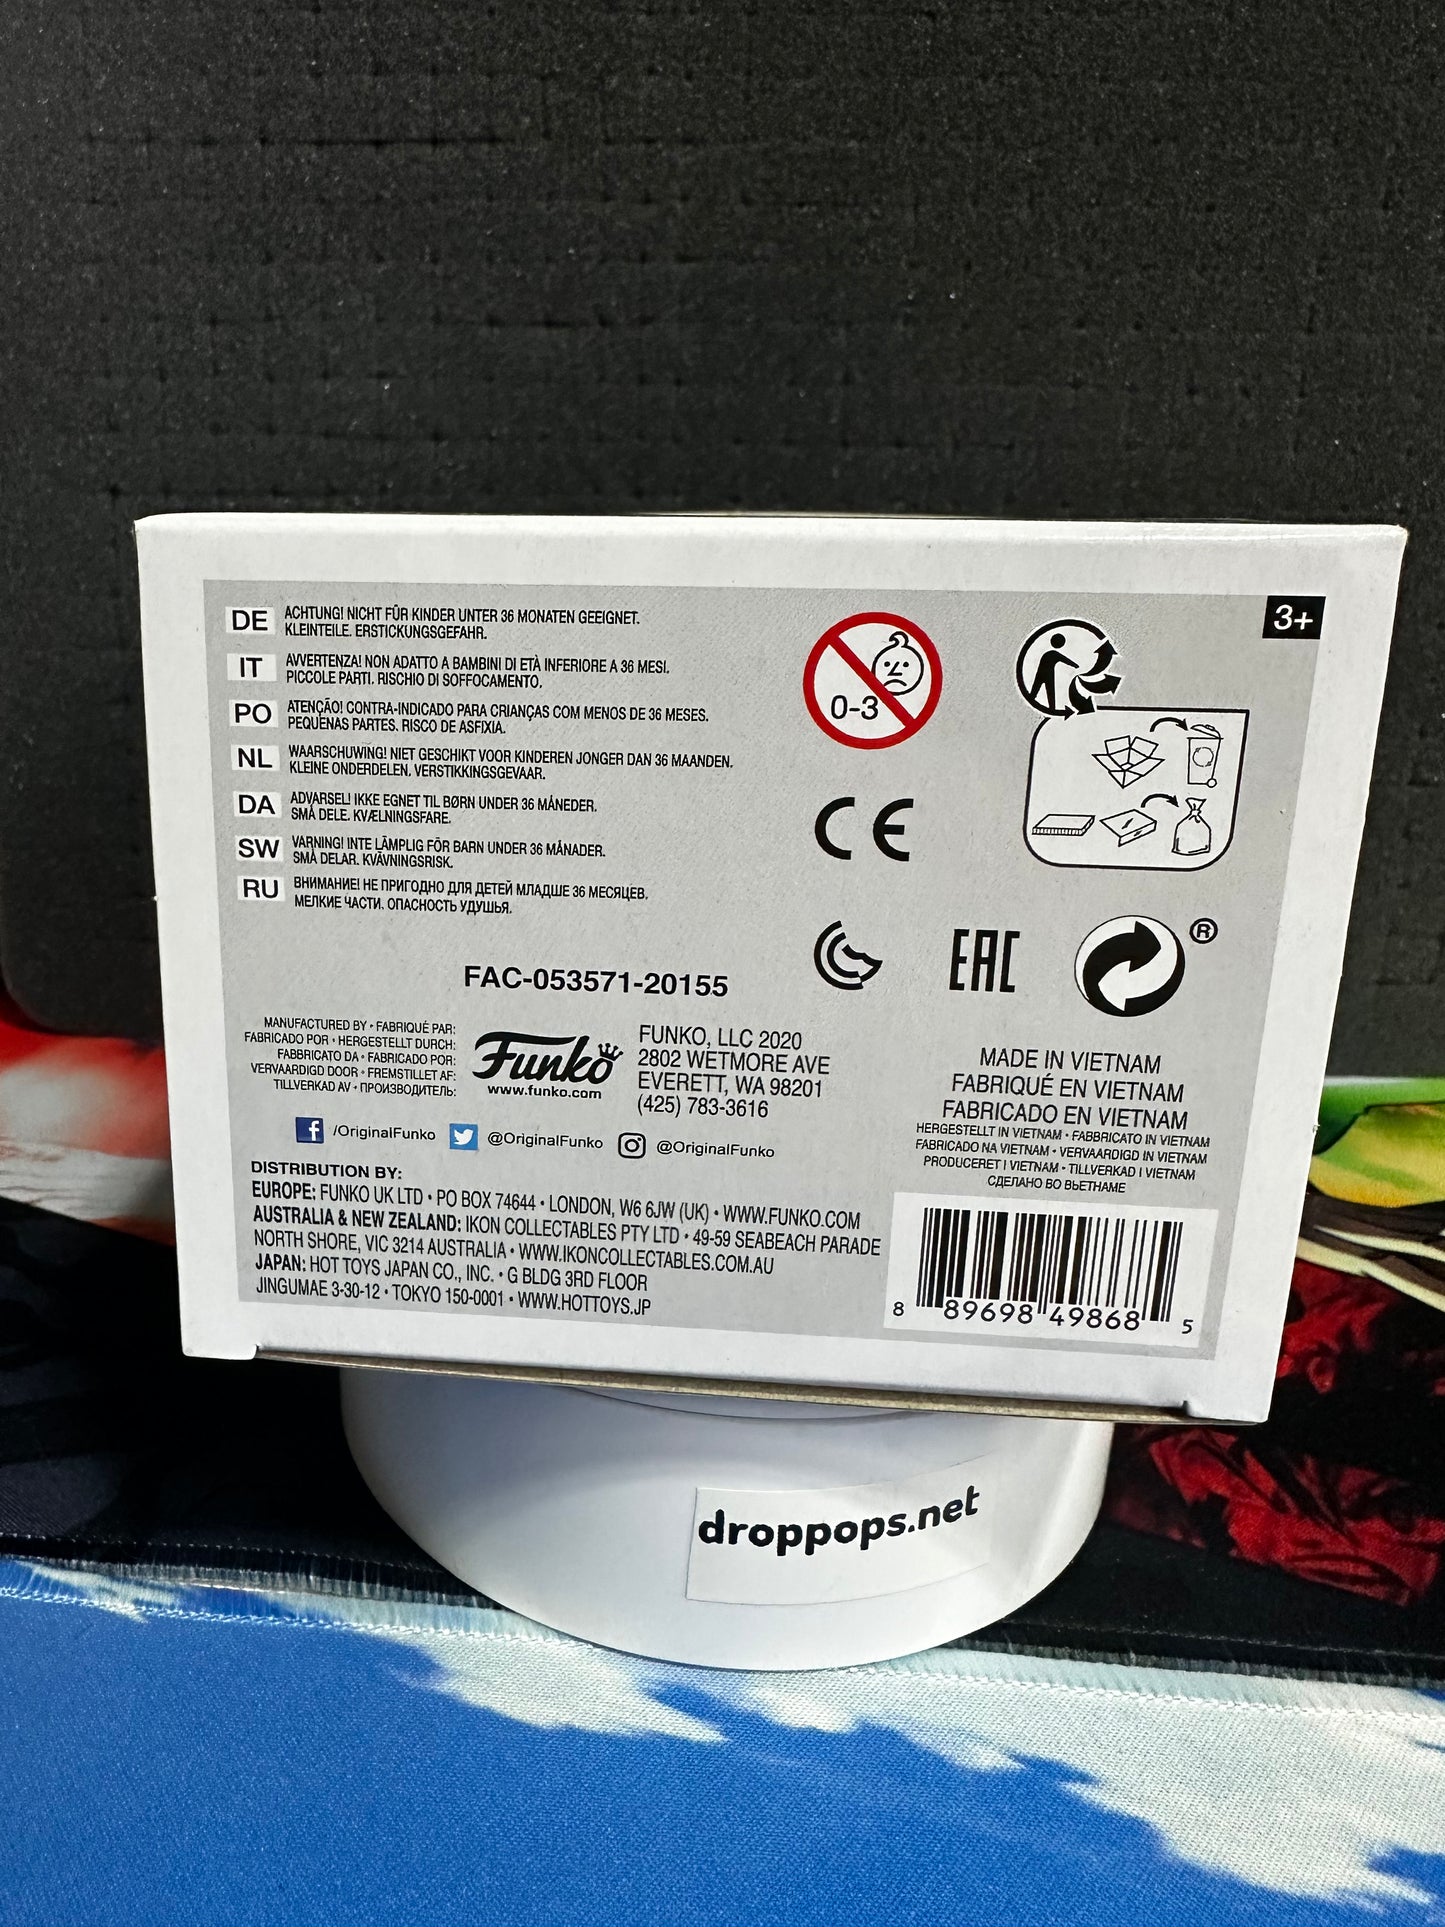 3+
DE ACHTUNG! NICHT FÜR KINDER UNTER 36 MONATEN GEEIGNET.
KLEINTEILE. ERSTICKUNGSGEFAHR.
IT AVVERTENZA! NON ADATTO A BAMBINI DI ETÀ INFERIORE A 36 MESI.
PICCOLE PARTI. RISCHIO DI SOFFOCAMENTO.
PO ATENÇÃO! CONTRA-INDICADO PARA CRIANÇAS COM MENOS DE 36 MESES.
PEQUENAS PARTES. RISCO DE ASFIXIA.
NL WAARSCHUWING! NIET GESCHIKT VOOR KINDEREN JONGER DAN 36 MAANDEN.
KLEINE ONDERDELEN. VERSTIKKINGSGEVAAR.
DA ADVARSEL! IKKE EGNET TIL BØRN UNDER 36 MÅNEDER.
SMÅ DELE. KVÆLNINGSFARE.
SW VARNING! INTE LÄMPLIG FÖR BARN UNDER 36 MÅNADER.
SMÅ DELAR. KVÄVNINGSRISK.
RU ВНИМАНИЕ! НЕ ПРИГОДНО ДЛЯ ДЕТЕЙ МЛАДШЕ 36 МЕСЯЦЕВ.
МЕЛКИЕ ЧАСТИ. ОПАСНОСТЬ УДУШЬЯ.
0-3
CE
EAC
®
FAC-053571-20155
MANUFACTURED BY • FABRIQUÉ PAR:
FABRICADO POR • HERGESTELLT DURCH:
FABBRICATO DA • FABRICADO POR:
VERVAARDIGD DOOR • FREMSTILLET AF:
TILLVERKAD AV • ПРОИЗВОДИТЕЛЬ:
Funko
www.funko.com
FUNKO, LLC 2020
2802 WETMORE AVE
EVERETT, WA 98201
(425) 783-3616
MADE IN VIETNAM
FABRIQUÉ EN VIETNAM
FABRICADO EN VIETNAM
HERGESTELLT IN VIETNAM • FABBRICATO IN VIETNAM
FABRICADO NA VIETNAM • VERVAARDIGD IN VIETNAM
PRODUCERET I VIETNAM • TILLVERKAD I VIETNAM
СДЕЛАНО ВО ВЬЕТНАМЕ
f /OriginalFunko @OriginalFunko @OriginalFunko
DISTRIBUTION BY:
EUROPE: FUNKO UK LTD • PO BOX 74644 • LONDON, W6 6JW (UK) • WWW.FUNKO.COM
AUSTRALIA & NEW ZEALAND: IKON COLLECTABLES PTY LTD • 49-59 SEABEACH PARADE
NORTH SHORE, VIC 3214 AUSTRALIA • WWW.IKONCOLLECTABLES.COM.AU
JAPAN: HOT TOYS JAPAN CO., INC. • G BLDG 3RD FLOOR
JINGUMAE 3-30-12 • TOKYO 150-0001 • WWW.HOTTOYS.JP
8 89698 49868 5
droppops.net